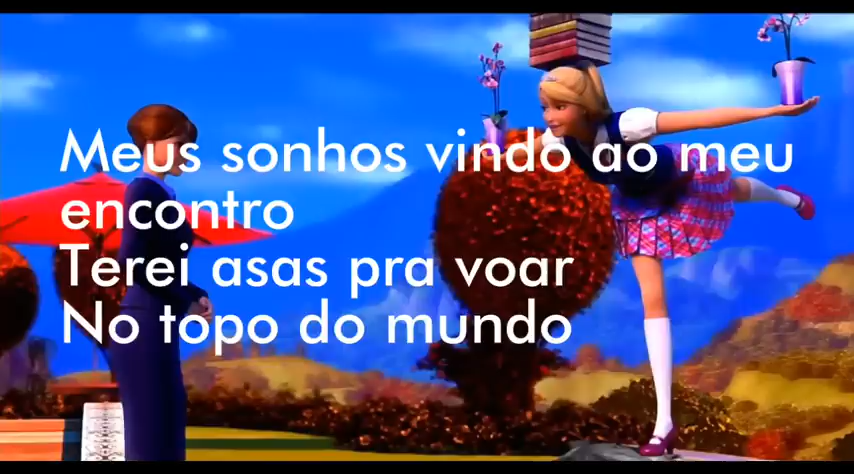 Meus sonhos vindo ao meu
encontro
Terei asas pra voar
No topo do mundo